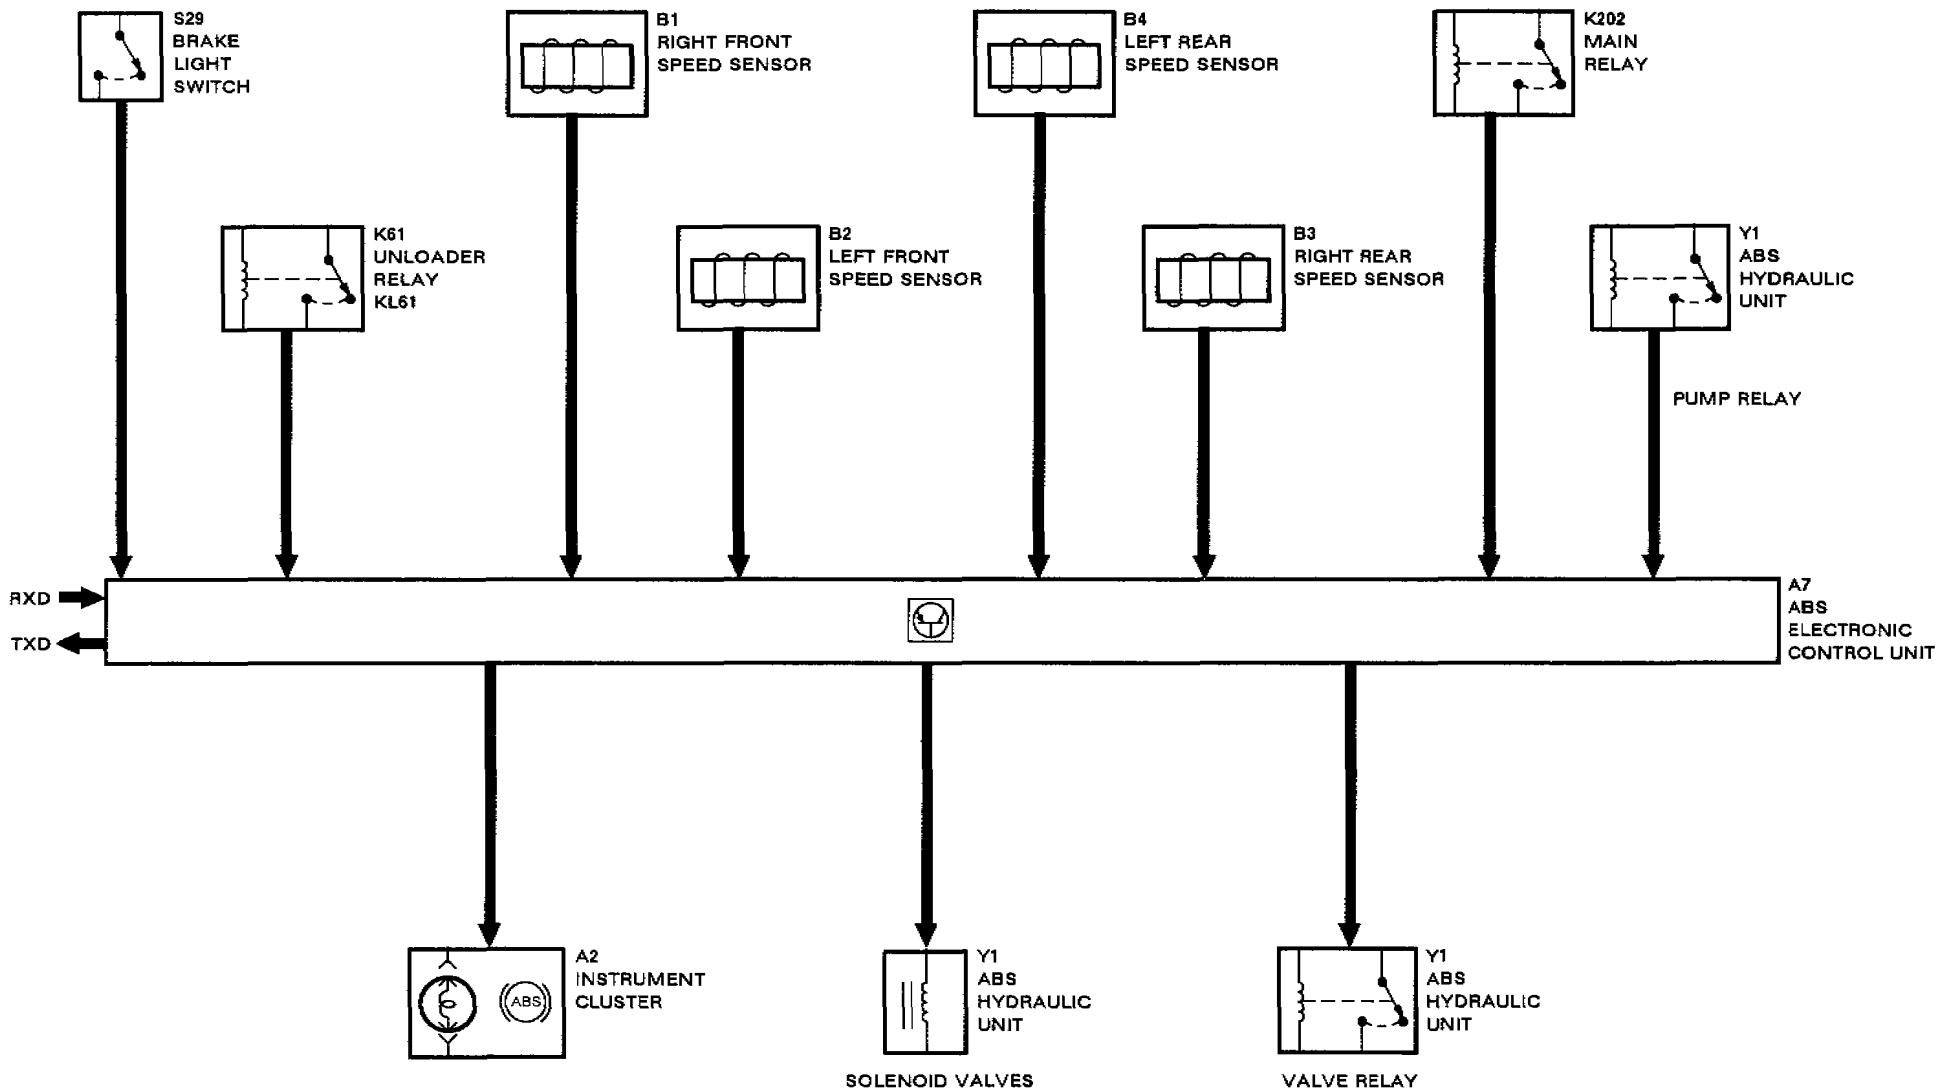 S29
BRAKE
LIGHT
SWITCH
B1
RIGHT FRONT
SPEED SENSOR
B4
LEFT REAR
SPEED SENSOR
K202
MAIN
RELAY
K61
UNLOADER
RELAY
KL61
B2
LEFT FRONT
SPEED SENSOR
B3
RIGHT REAR
SPEED SENSOR
Y1
ABS
HYDRAULIC
UNIT
PUMP RELAY
RXD
TXD
A7
ABS
ELECTRONIC
CONTROL UNIT
ABS
A2
INSTRUMENT
CLUSTER
Y1
ABS
HYDRAULIC
UNIT
SOLENOID VALVES
Y1
ABS
HYDRAULIC
UNIT
VALVE RELAY